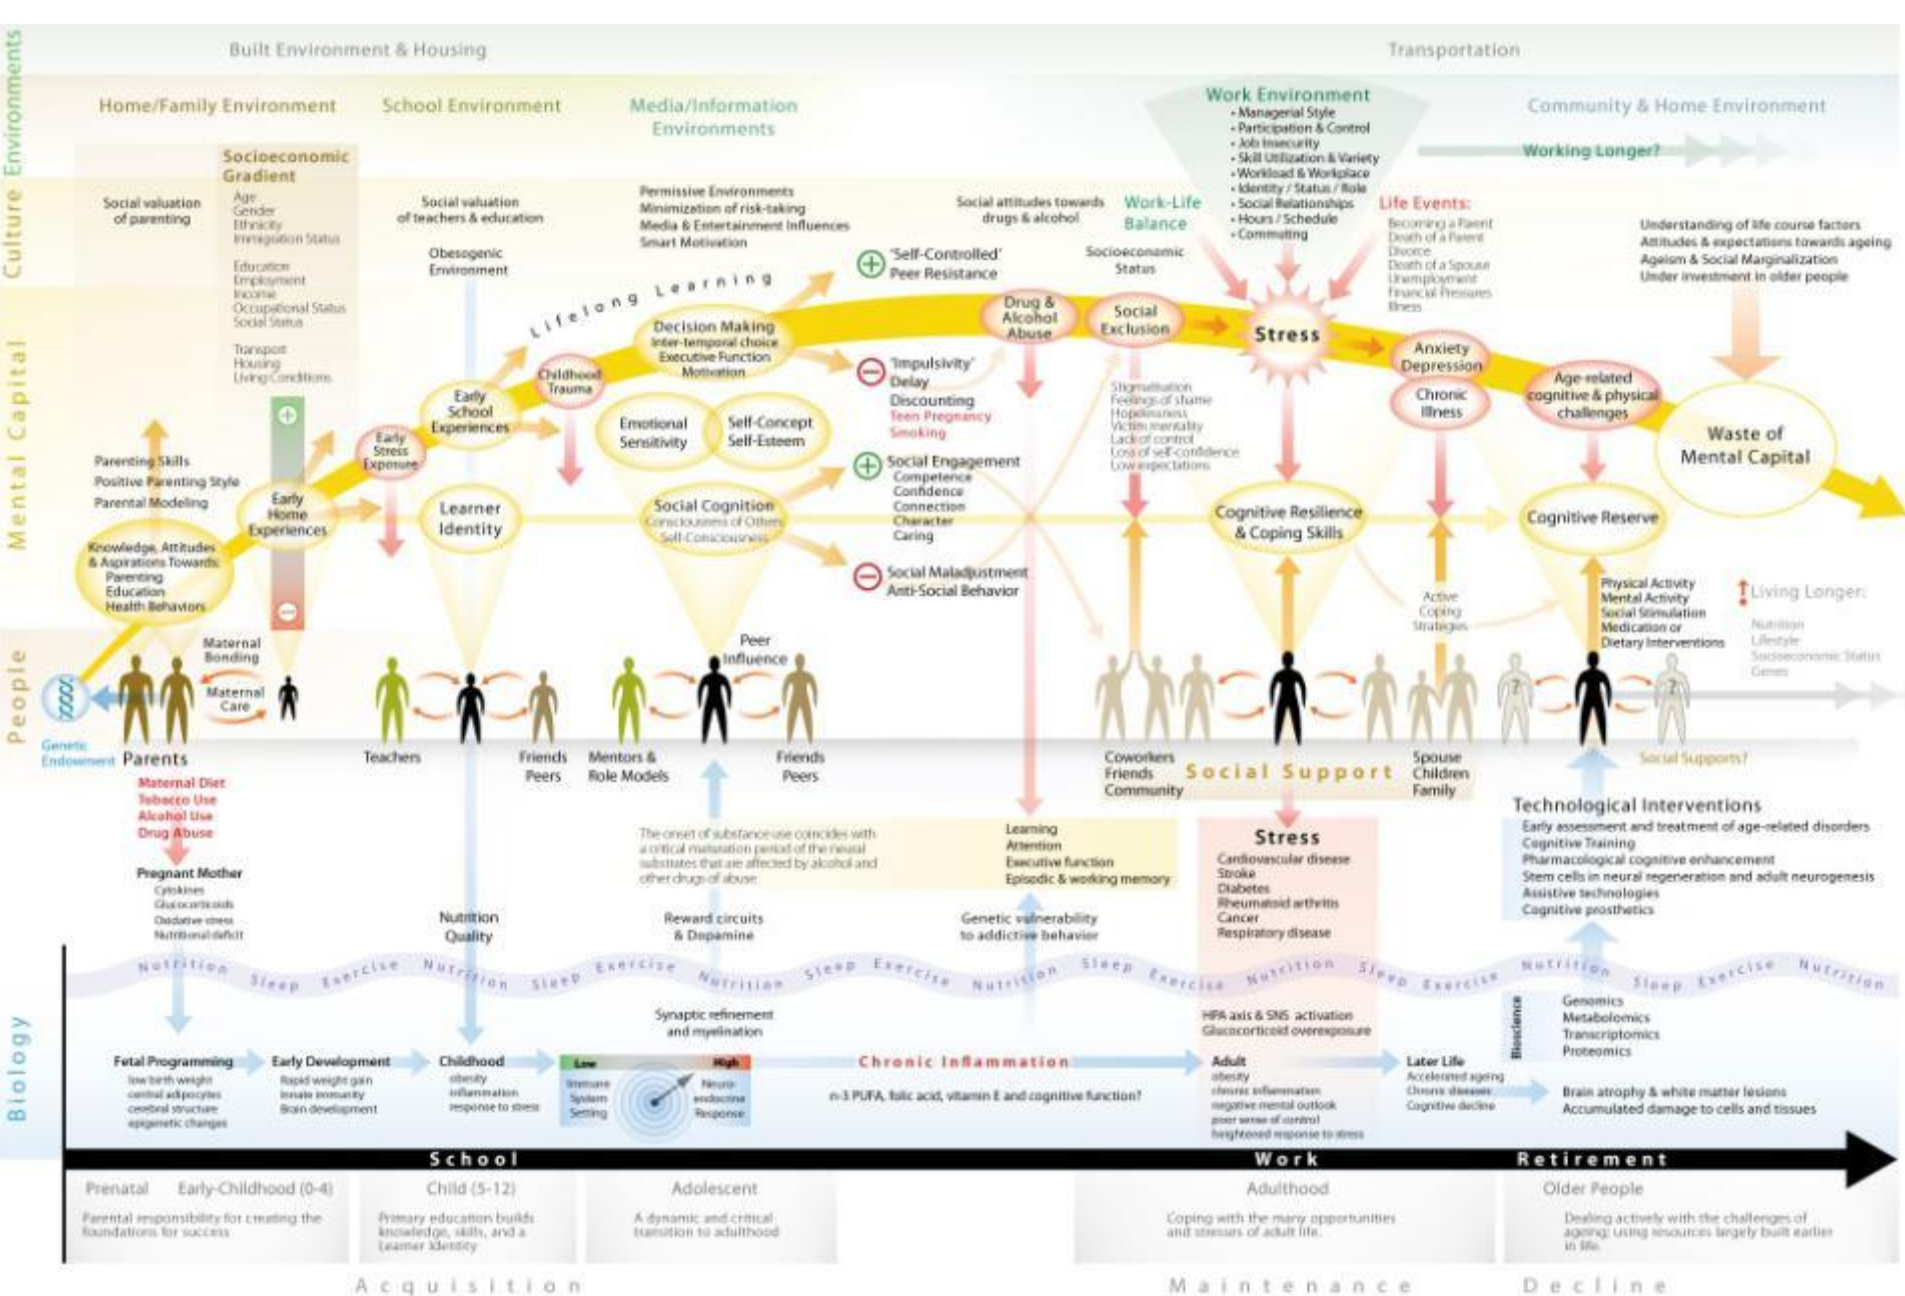 Built Environment & Housing
Transportation
Culture Environments
Home/Family Environment
School Environment
Media/Information
Environments
Work Environment
• Managerial Style
• Participation & Control
• Job Insecurity
• Skill Utilization & Variety
• Workload & Workplace
• Identity / Status / Role
• Social Relationships
• Hours / Schedule
• Commuting
Community & Home Environment
Working Longer?
Socioeconomic
Gradient
Age
Gender
Ethnicity
Immigration Status
Education
Employment
Income
Occupational Status
Social Status
Transport
Housing
Living Conditions
Social valuation
of parenting
Social valuation
of teachers & education
Obesogenic
Environment
Permissive Environments
Minimization of risk-taking
Media & Entertainment Influences
Smart Motivation
Social attitudes towards
drugs & alcohol
Work-Life
Balance
Socioeconomic
Status
Life Events:
Becoming a Parent
Death of a Parent
Divorce
Death of a Spouse
Unemployment
Financial Pressures
Illness
Understanding of life course factors
Attitudes & expectations towards ageing
Ageism & Social Marginalization
Under investment in older people
Mental Capital
Lifelong Learning
'Self-Controlled'
Peer Resistance
Decision Making
Inter-temporal choice
Executive Function
Motivation
Drug &
Alcohol
Abuse
Social
Exclusion
Stress
Anxiety
Depression
Chronic
Illness
Age-related
cognitive & physical
challenges
Waste of
Mental Capital
Childhood
Trauma
Early
School
Experiences
Early
Stress
Exposure
Emotional
Sensitivity
Self-Concept
Self-Esteem
'Impulsivity'
Delay
Discounting
Teen Pregnancy
Smoking
Stigmatisation
Feelings of shame
Hopelessness
Victim mentality
Lack of control
Loss of self-confidence
Low expectations
Parenting Skills
Positive Parenting Style
Parental Modeling
Early
Home
Experiences
Knowledge, Attitudes
& Aspirations Towards:
Parenting
Education
Health Behaviors
Learner
Identity
Social Cognition
Consciousness of Others
Self-Consciousness
Social Engagement
Competence
Confidence
Connection
Character
Caring
Social Maladjustment
Anti-Social Behavior
Cognitive Resilience
& Coping Skills
Cognitive Reserve
Active
Coping
Strategies
Physical Activity
Mental Activity
Social Stimulation
Medication or
Dietary Interventions
Living Longer:
Nutrition
Lifestyle
Socioeconomic Status
Genes
People
Maternal
Bonding
Maternal
Care
Peer
Influence
?
?
Genetic
Endowment
Parents
Teachers
Friends
Peers
Mentors &
Role Models
Friends
Peers
Coworkers
Friends
Community
Social Support
Spouse
Children
Family
Social Supports?
Maternal Diet
Tobacco Use
Alcohol Use
Drug Abuse
Pregnant Mother
Cytokines
Glucocorticoids
Oxidative stress
Nutritional deficit
Nutrition
Quality
The onset of substance use coincides with
a critical maturation period of the neural
substrates that are affected by alcohol and
other drugs of abuse
Reward circuits
& Dopamine
Learning
Attention
Executive function
Episodic & working memory
Genetic vulnerability
to addictive behavior
Stress
Cardiovascular disease
Stroke
Diabetes
Rheumatoid arthritis
Cancer
Respiratory disease
Technological Interventions
Early assessment and treatment of age-related disorders
Cognitive Training
Pharmacological cognitive enhancement
Stem cells in neural regeneration and adult neurogenesis
Assistive technologies
Cognitive prosthetics
Nutrition Sleep Exercise Nutrition Sleep Exercise Nutrition Sleep Exercise Nutrition Sleep Exercise Nutrition Sleep Exercise Nutrition Sleep Exercise Nutrition
Biology
Synaptic refinement
and myelination
HPA axis & SNS activation
Glucocorticoid overexposure
Bioscience
Genomics
Metabolomics
Transcriptomics
Proteomics
Fetal Programming
low birth weight
central adipocytes
cerebral structure
epigenetic changes
Early Development
Rapid weight gain
Innate immunity
Brain development
Childhood
obesity
inflammation
response to stress
Low
High
Immune
System
Setting
Neuro-
endocrine
Response
Chronic Inflammation
n-3 PUFA, folic acid, vitamin E and cognitive function?
Adult
obesity
chronic inflammation
negative mental outlook
poor sense of control
heightened response to stress
Later Life
Accelerated ageing
Chronic diseases
Cognitive decline
Brain atrophy & white matter lesions
Accumulated damage to cells and tissues
School
Work
Retirement
Prenatal
Early-Childhood (0-4)
Parental responsibility for creating the
foundations for success
Child (5-12)
Primary education builds
knowledge, skills, and a
Learner Identity
Adolescent
A dynamic and critical
transition to adulthood
Adulthood
Coping with the many opportunities
and stresses of adult life.
Older People
Dealing actively with the challenges of
ageing; using resources largely built earlier
in life.
Acquisition
Maintenance
Decline